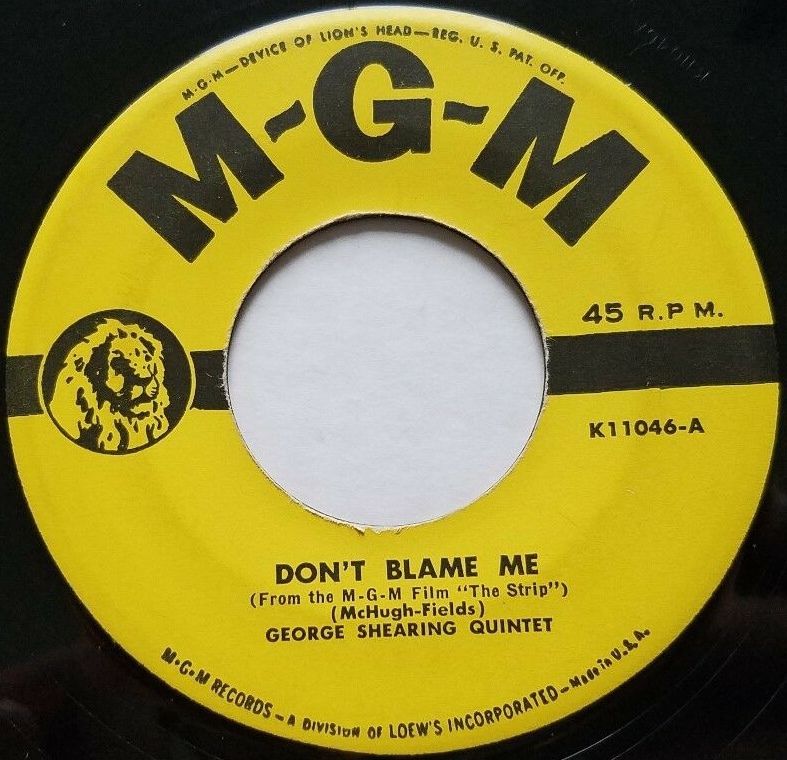 M-G-M—DEVICE OF LION'S HEAD—REG. U. S. PAT. OFF.
M-G-M
45 R.P M.
K11046-A
DON'T BLAME ME
(From the M-G-M Film "The Strip")
(McHugh-Fields)
GEORGE SHEARING QUINTET
M-G-M RECORDS – A DIVISION OF LOEW'S INCORPORATED – Made in U.S.A.